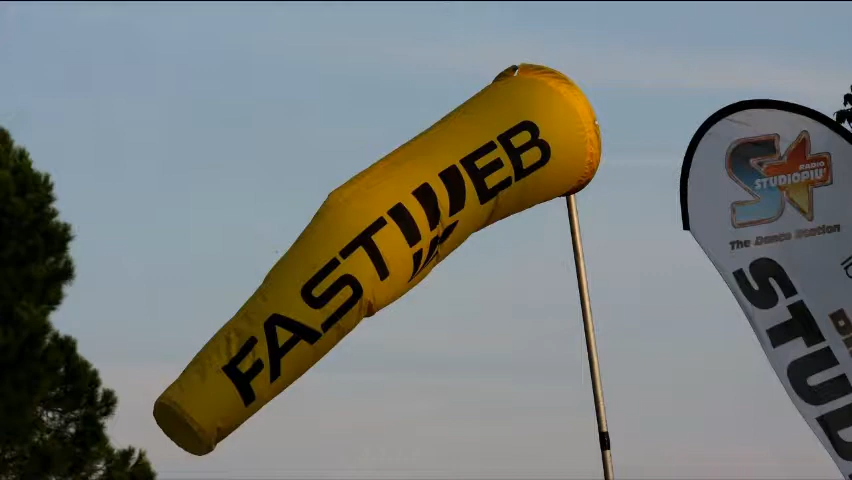 FASTWEB
RADIO
STUDIOPIU'
The Dance Station
STUD